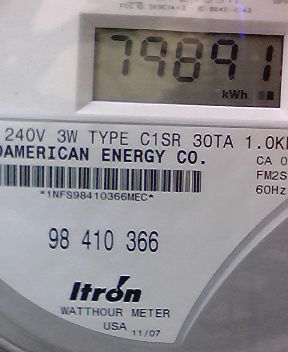 79891
kWh
240V 3W TYPE C1SR 30TA 1.0K
AMERICAN ENERGY CO.
CA 0
FM2S
60Hz
*1NFS98410366MEC*
98 410 366
Itron
WATTHOUR METER
USA 11/07